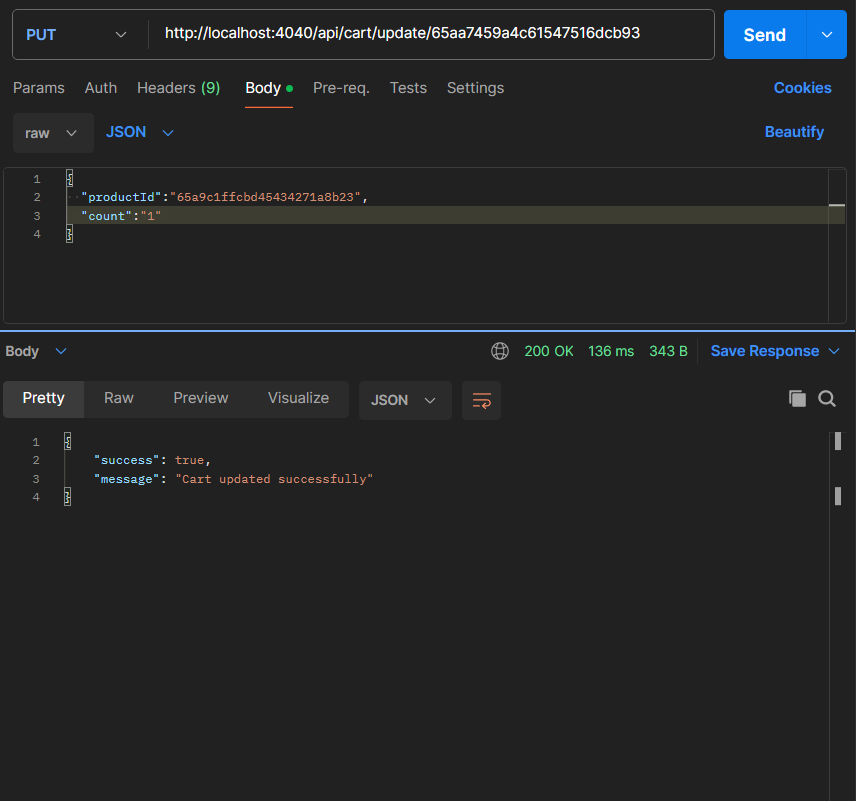 PUT http://localhost:4040/api/cart/update/65aa7459a4c61547516dcb93 Send
Params Auth Headers (9) Body Pre-req. Tests Settings Cookies
raw JSON Beautify
1 {
2 "productId":"65a9c1ffcbd45434271a8b23",
3 "count":"1"
4 }
Body 200 OK 136 ms 343 B Save Response
Pretty Raw Preview Visualize JSON
1 {
2 "success": true,
3 "message": "Cart updated successfully"
4 }